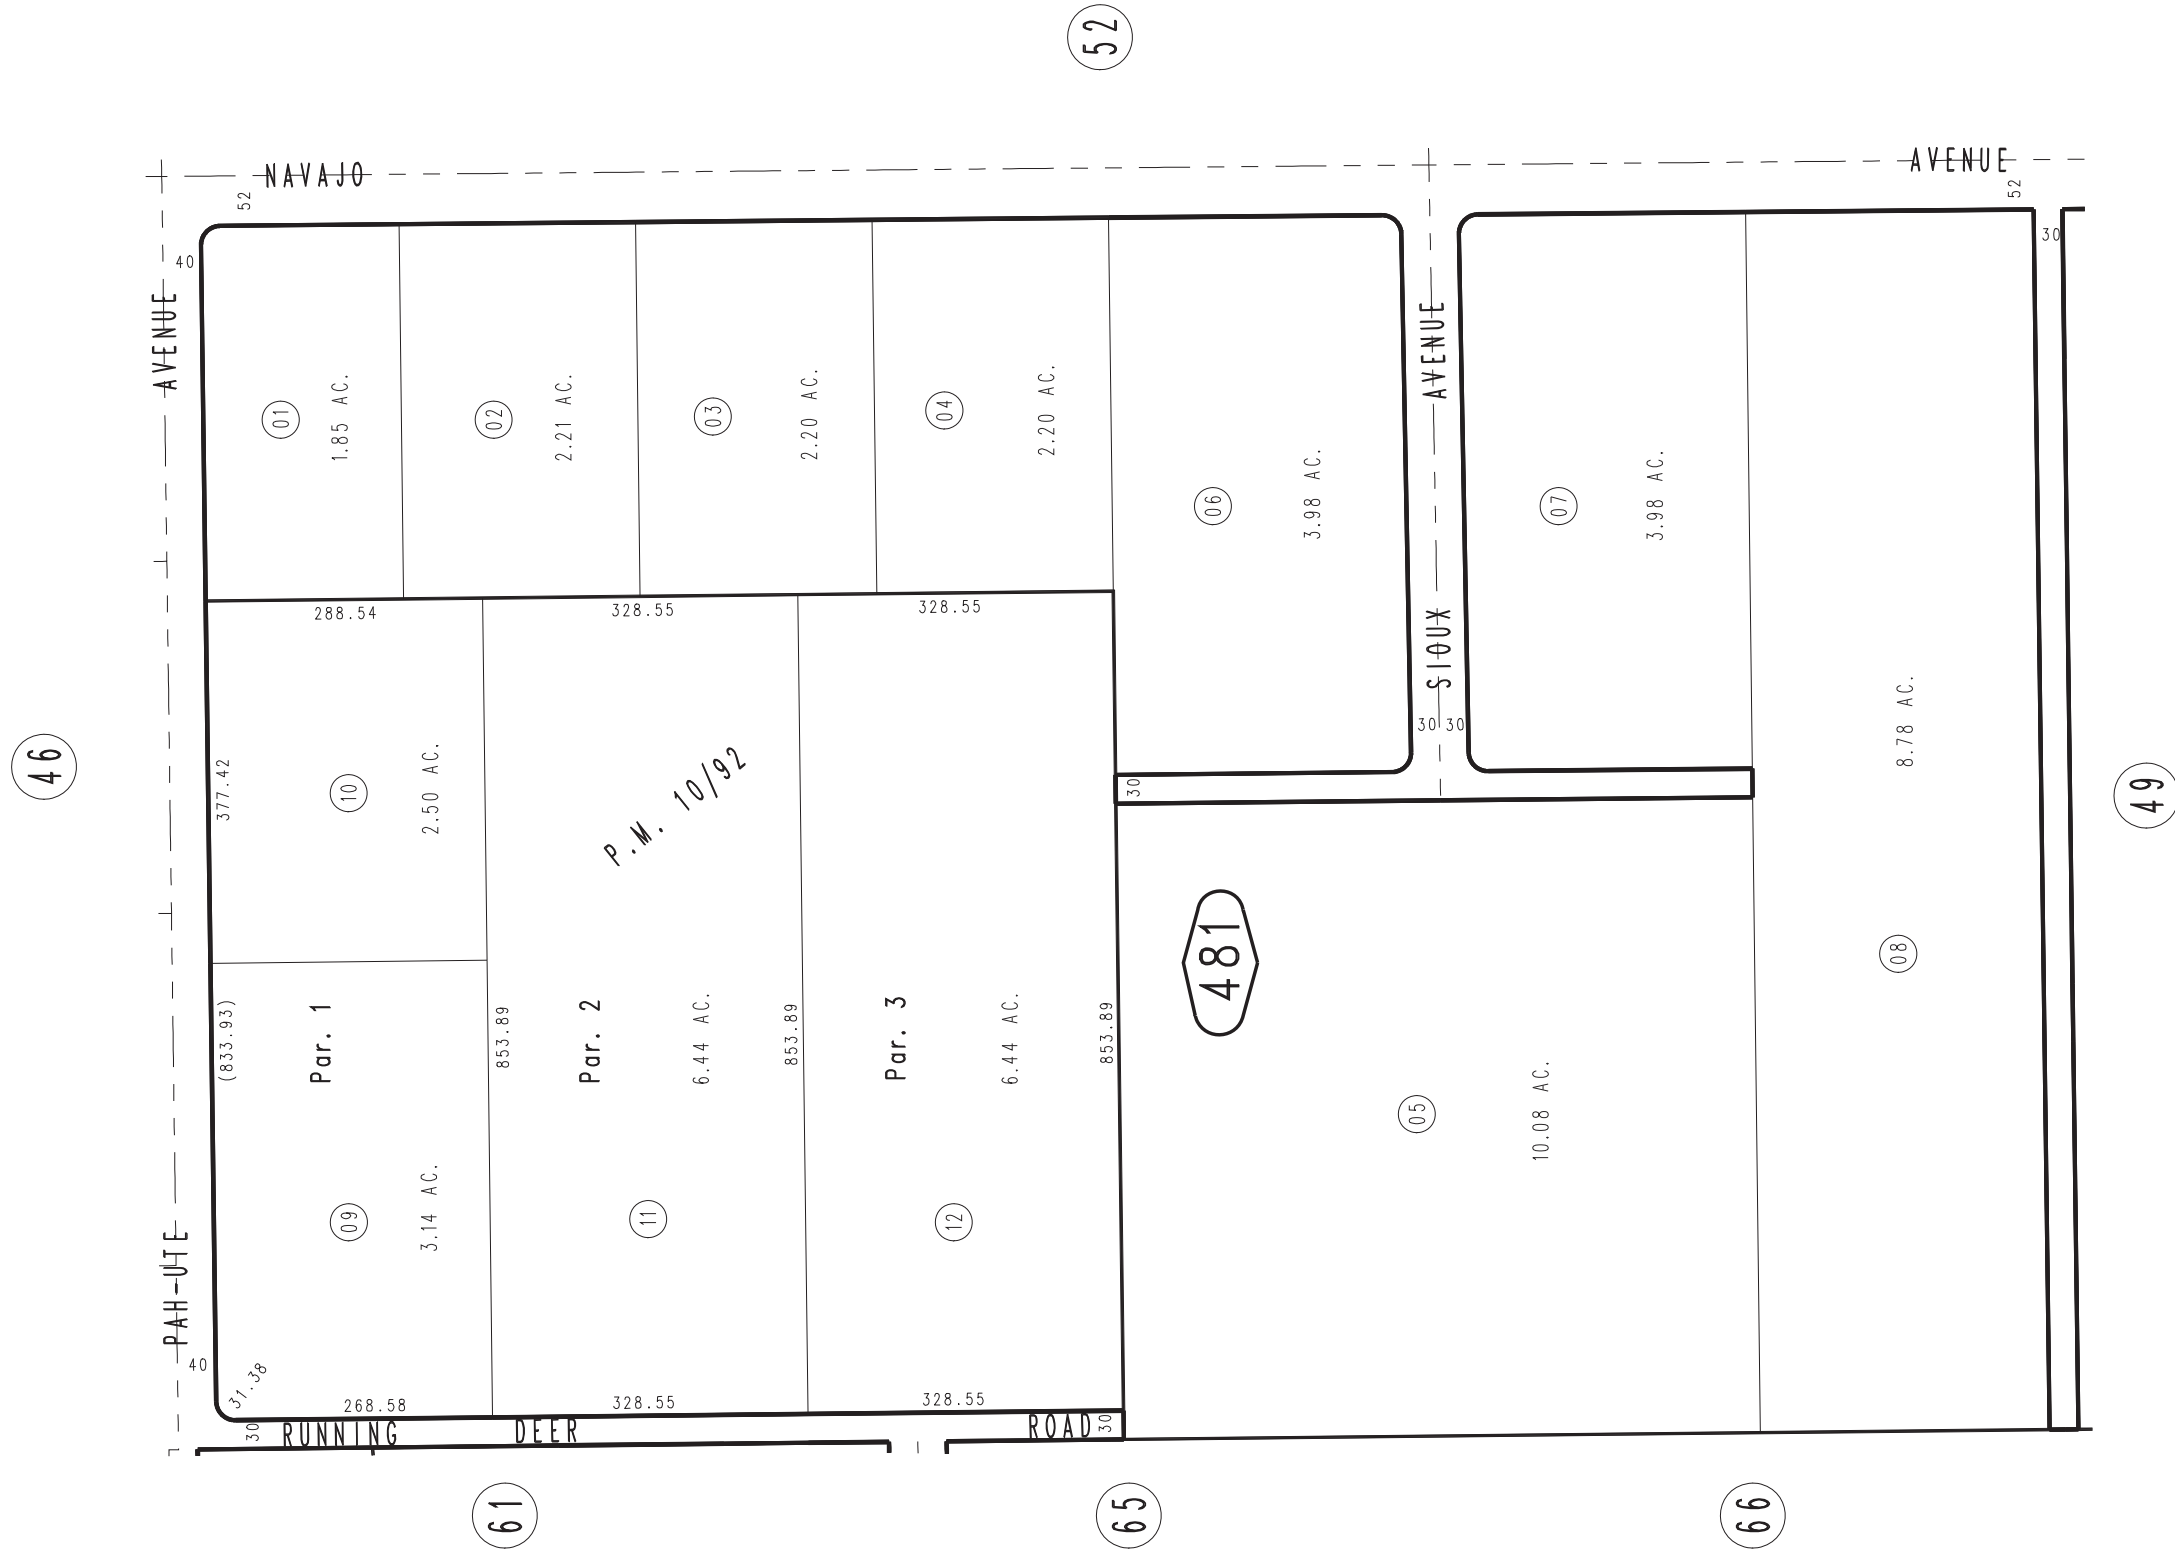 52
NAVAJO
AVENUE
52
52
40
30
AVENUE
AVENUE
01
1.85 AC.
02
2.21 AC.
03
2.20 AC.
04
2.20 AC.
06
3.98 AC.
07
3.98 AC.
288.54
328.55
328.55
SIOUX
30
30
46
377.42
10
2.50 AC.
P.M. 10/92
30
8.78 AC.
49
481
08
(833.93)
Par. 1
853.89
Par. 2
6.44 AC.
853.89
Par. 3
6.44 AC.
853.89
05
10.08 AC.
09
3.14 AC.
11
12
PAH-UTE
40
31.38
268.58
328.55
328.55
30
RUNNING
DEER
ROAD
30
61
65
66